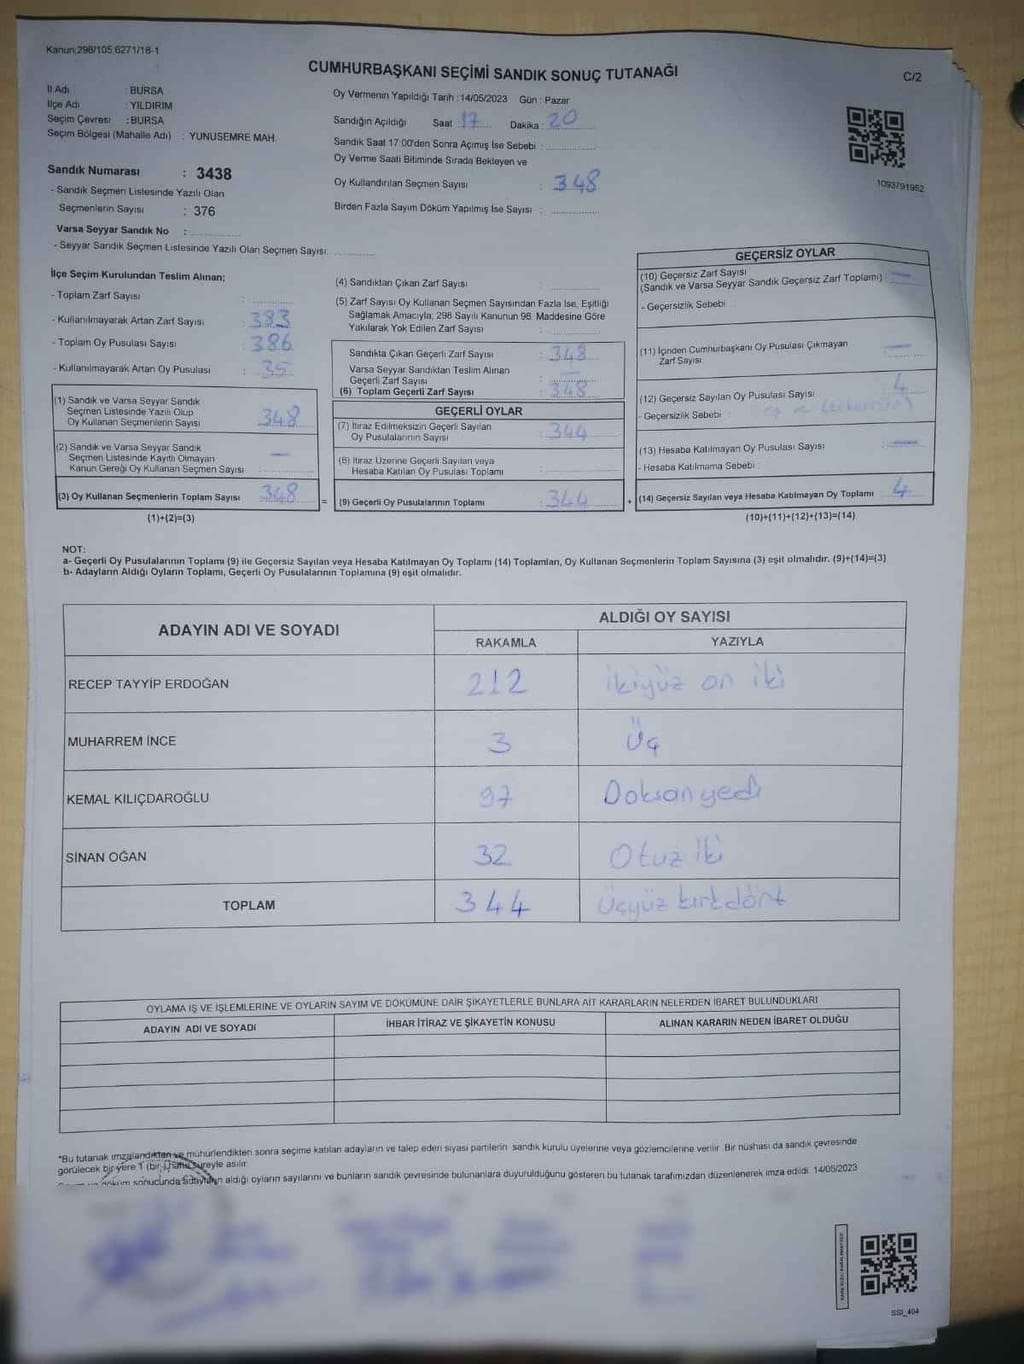 Kanun;298/105;6271/18-1
CUMHURBAŞKANI SEÇİMİ SANDIK SONUÇ TUTANAĞI
C/2
İl Adı : BURSA
İlçe Adı : YILDIRIM
Seçim Çevresi : BURSA
Seçim Bölgesi (Mahalle Adı) : YUNUSEMRE MAH.
Oy Vermenin Yapıldığı Tarih : 14/05/2023 Gün : Pazar
Sandığın Açıldığı Saat 17 Dakika : 20
Sandık Saat 17:00'den Sonra Açımış İse Sebebi :
Oy Verme Saati Bitiminde Sırada Bekleyen ve
Oy Kullandırılan Seçmen Sayısı : 348
Birden Fazla Sayım Döküm Yapılmış İse Sayısı :
1093791952
Sandık Numarası : 3438
- Sandık Seçmen Listesinde Yazılı Olan
Seçmenlerin Sayısı : 376
Varsa Seyyar Sandık No :
- Seyyar Sandık Seçmen Listesinde Yazılı Olan Seçmen Sayısı:
İlçe Seçim Kurulundan Teslim Alınan;
- Toplam Zarf Sayısı :
- Kullanılmayarak Artan Zarf Sayısı : 383
- Toplam Oy Pusulası Sayısı : 386
- Kullanılmayarak Artan Oy Pusulası : 35
(1) Sandık ve Varsa Seyyar Sandık
Seçmen Listesinde Yazılı Olup
Oy Kullanan Seçmenlerin Sayısı : 348
(2) Sandık ve Varsa Seyyar Sandık
Seçmen Listesinde Kayıtlı Olmayan
Kanun Gereği Oy Kullanan Seçmen Sayısı : —
(3) Oy Kullanan Seçmenlerin Toplam Sayısı 348
(1)+(2)=(3)
(4) Sandıktan Çıkan Zarf Sayısı :
(5) Zarf Sayısı Oy Kullanan Seçmen Sayısından Fazla İse, Eşitliği
Sağlamak Amacıyla; 298 Sayılı Kanunun 98. Maddesine Göre
Yakılarak Yok Edilen Zarf Sayısı :
Sandıkta Çıkan Geçerli Zarf Sayısı : 348
Varsa Seyyar Sandıktan Teslim Alınan
Geçerli Zarf Sayısı : —
(6) Toplam Geçerli Zarf Sayısı : 348
GEÇERLİ OYLAR
(7) İtiraz Edilmeksizin Geçerli Sayılan
Oy Pusulalarının Sayısı : 344
(8) İtiraz Üzerine Geçerli Sayılan veya
Hesaba Katılan Oy Pusulası Toplamı :
= (9) Geçerli Oy Pusulalarının Toplamı : 344
GEÇERSİZ OYLAR
(10) Geçersiz Zarf Sayısı
(Sandık ve Varsa Seyyar Sandık Geçersiz Zarf Toplamı) : —
- Geçersizlik Sebebi
(11) İçinden Cumhurbaşkanı Oy Pusulası Çıkmayan
Zarf Sayısı : —
(12) Geçersiz Sayılan Oy Pusulası Sayısı : 4
- Geçersizlik Sebebi :
(13) Hesaba Katılmayan Oy Pusulası Sayısı : —
- Hesaba Katılmama Sebebi :
+ (14) Geçersiz Sayılan veya Hesaba Katılmayan Oy Toplamı 4
(10)+(11)+(12)+(13)=(14)
NOT:
a- Geçerli Oy Pusulalarının Toplamı (9) ile Geçersiz Sayılan veya Hesaba Katılmayan Oy Toplamı (14) Toplamları, Oy Kullanan Seçmenlerin Toplam Sayısına (3) eşit olmalıdır. (9)+(14)=(3)
b- Adayların Aldığı Oyların Toplamı, Geçerli Oy Pusulalarının Toplamına (9) eşit olmalıdır.
ADAYIN ADI VE SOYADI
ALDIĞI OY SAYISI
RAKAMLA YAZIYLA
RECEP TAYYİP ERDOĞAN 212 ikiyüz on iki
MUHARREM İNCE 3 Üç
KEMAL KILIÇDAROĞLU 97 Doksan yedi
SİNAN OĞAN 32 Otuz iki
TOPLAM 344 Üçyüz kırk dört
OYLAMA İŞ VE İŞLEMLERİNE VE OYLARIN SAYIM VE DÖKÜMÜNE DAİR ŞİKAYETLERLE BUNLARA AİT KARARLARIN NELERDEN İBARET BULUNDUKLARI
ADAYIN ADI VE SOYADI İHBAR İTİRAZ VE ŞİKAYETİN KONUSU ALINAN KARARIN NEDEN İBARET OLDUĞU
*Bu tutanak imzalandıktan ve mühürlendikten sonra seçime katılan adayların ve talep eden siyasi partilerin sandık kurulu üyelerine veya gözlemcilerine verilir. Bir nüshası da sandık çevresinde
görülecek bir yere 1 (bir) hafta süreyle asılır.
döküm sonucunda adayların aldığı oyların sayılarını ve bunların sandık çevresinde bulunanlara duyurulduğunu gösteren bu tutanak tarafımızdan düzenlenerek imza edildi. 14/05/2023
SSI_404